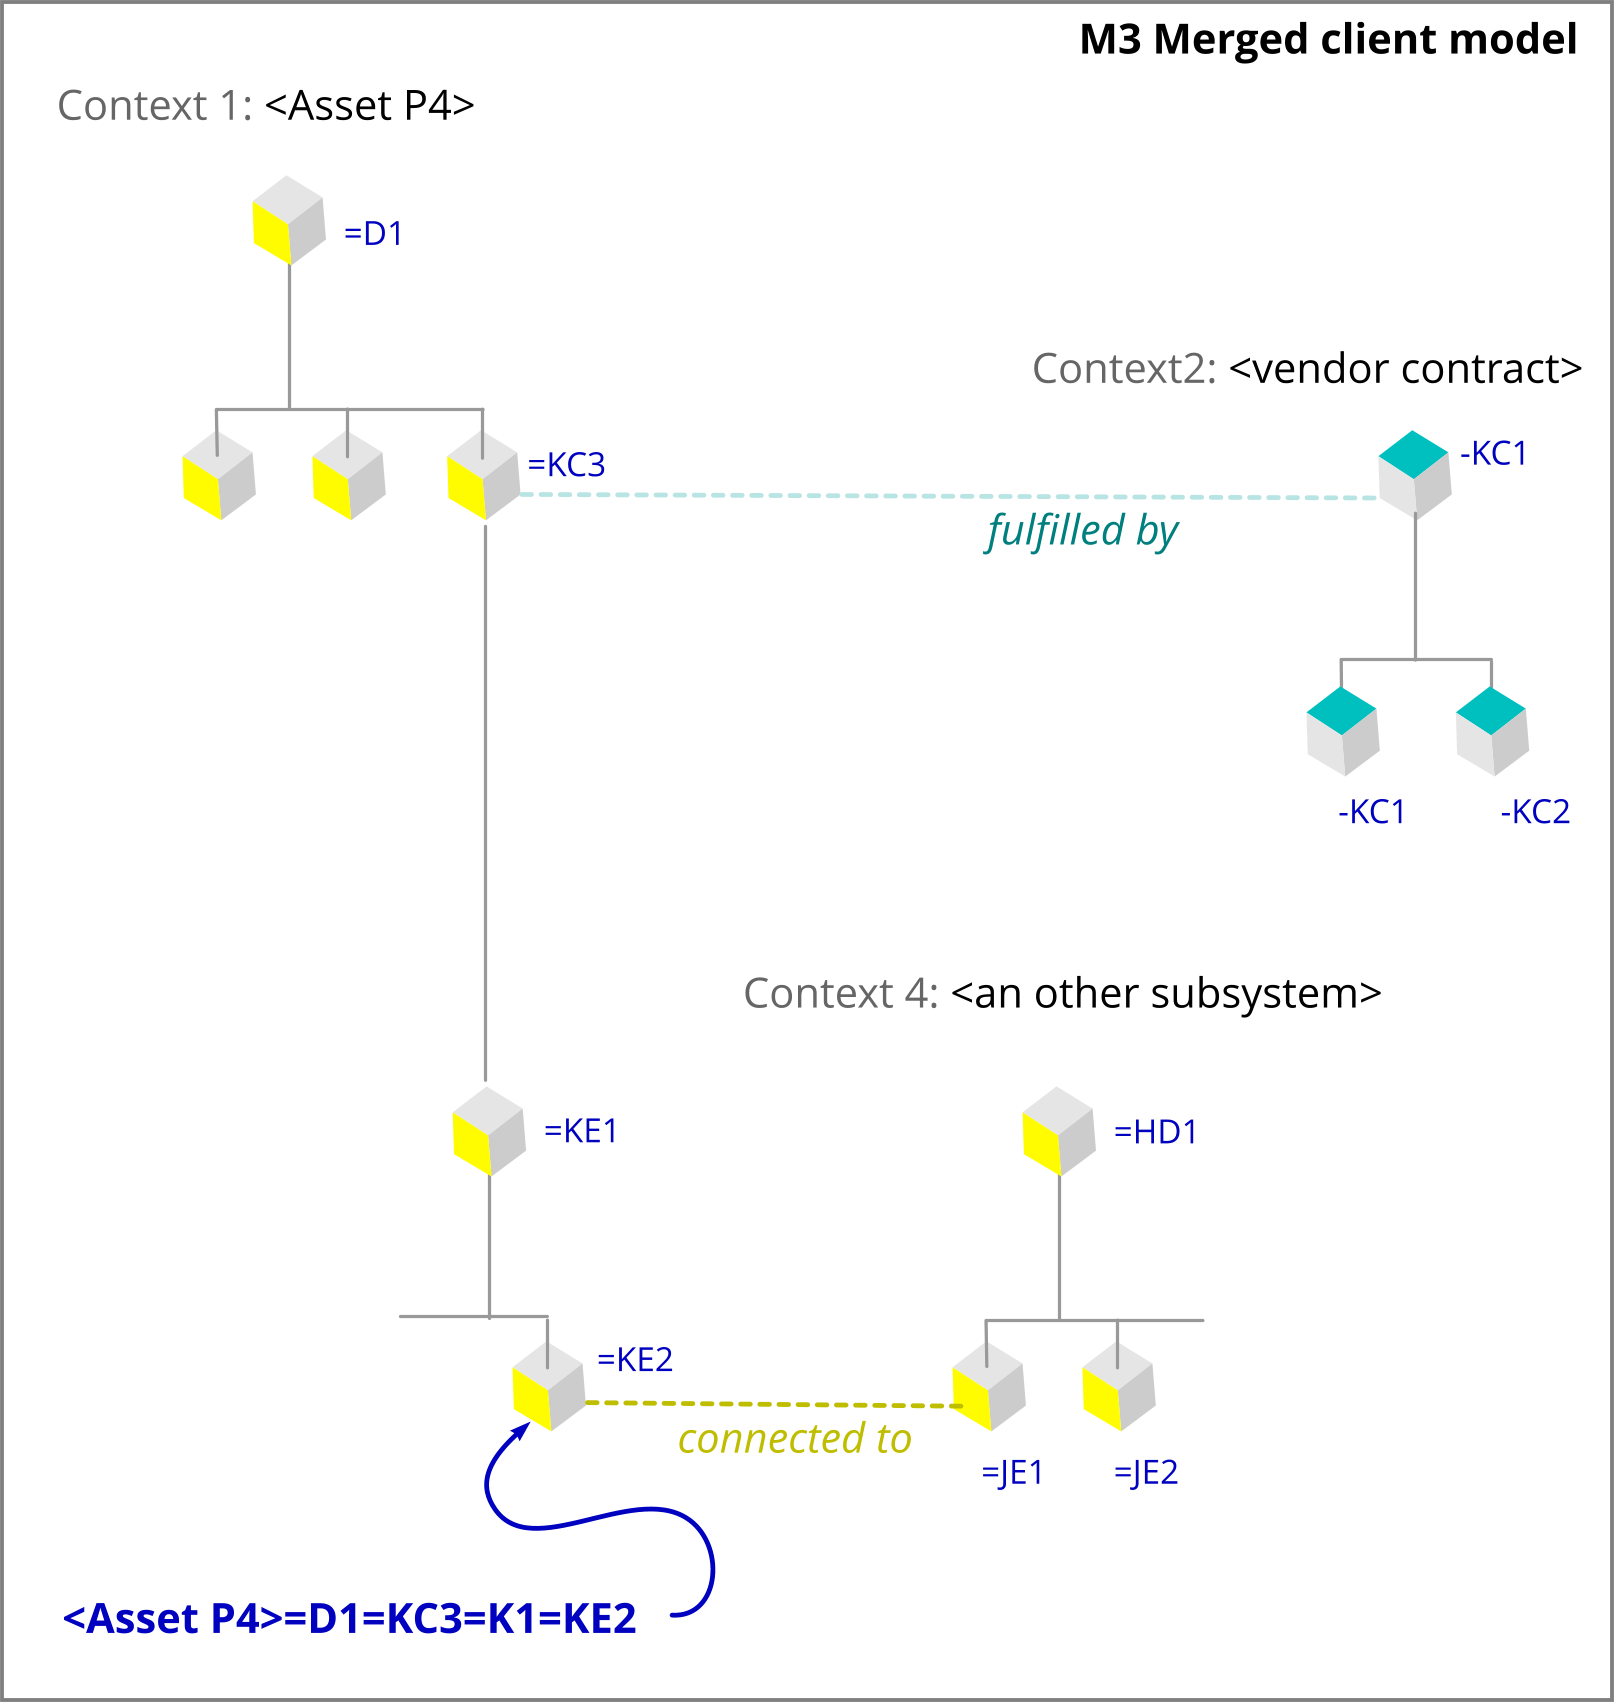 M3 Merged client model
Context 1: <Asset P4>
=D1
Context2: <vendor contract>
=KC3
-KC1
fulfilled by
-KC1
-KC2
Context 4: <an other subsystem>
=KE1
=HD1
=KE2
connected to
=JE1
=JE2
<Asset P4>=D1=KC3=K1=KE2